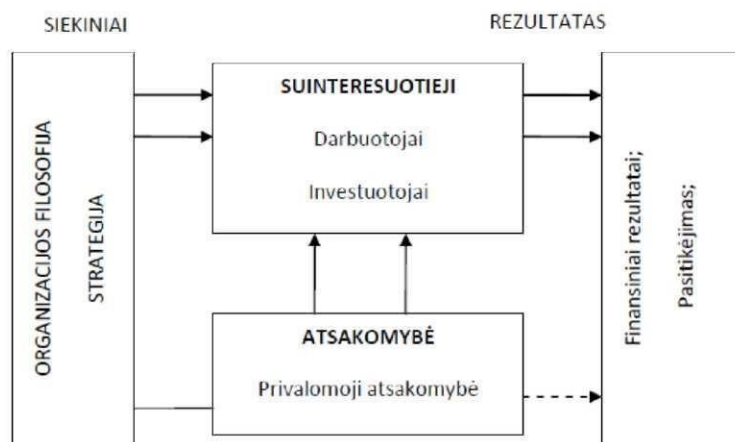 SIEKINIAI
REZULTATAS
ORGANIZACIJOS FILOSOFIJA
STRATEGIJA
SUINTERESUOTIEJI
Darbuotojai
Investuotojai
ATSAKOMYBĖ
Privalomoji atsakomybė
Finansiniai rezultatai;
Pasitikėjimas;